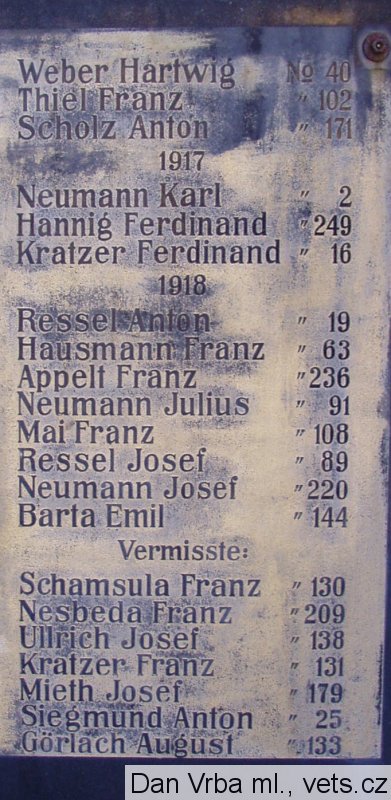 Weber Hartwig No 40
Thiel Franz " 102
Scholz Anton " 171
1917
Neumann Karl " 2
Hannig Ferdinand " 249
Kratzer Ferdinand " 16
1918
Ressel Anton " 19
Hausmann Franz " 63
Appelt Franz " 236
Neumann Julius " 91
Mai Franz " 108
Ressel Josef " 89
Neumann Josef " 220
Barta Emil " 144
Vermisste:
Schamsula Franz " 130
Nesbeda Franz " 209
Ullrich Josef " 138
Kratzer Franz " 131
Mieth Josef " 179
Siegmund Anton " 25
Görlach August " 133
Dan Vrba ml., vets.cz